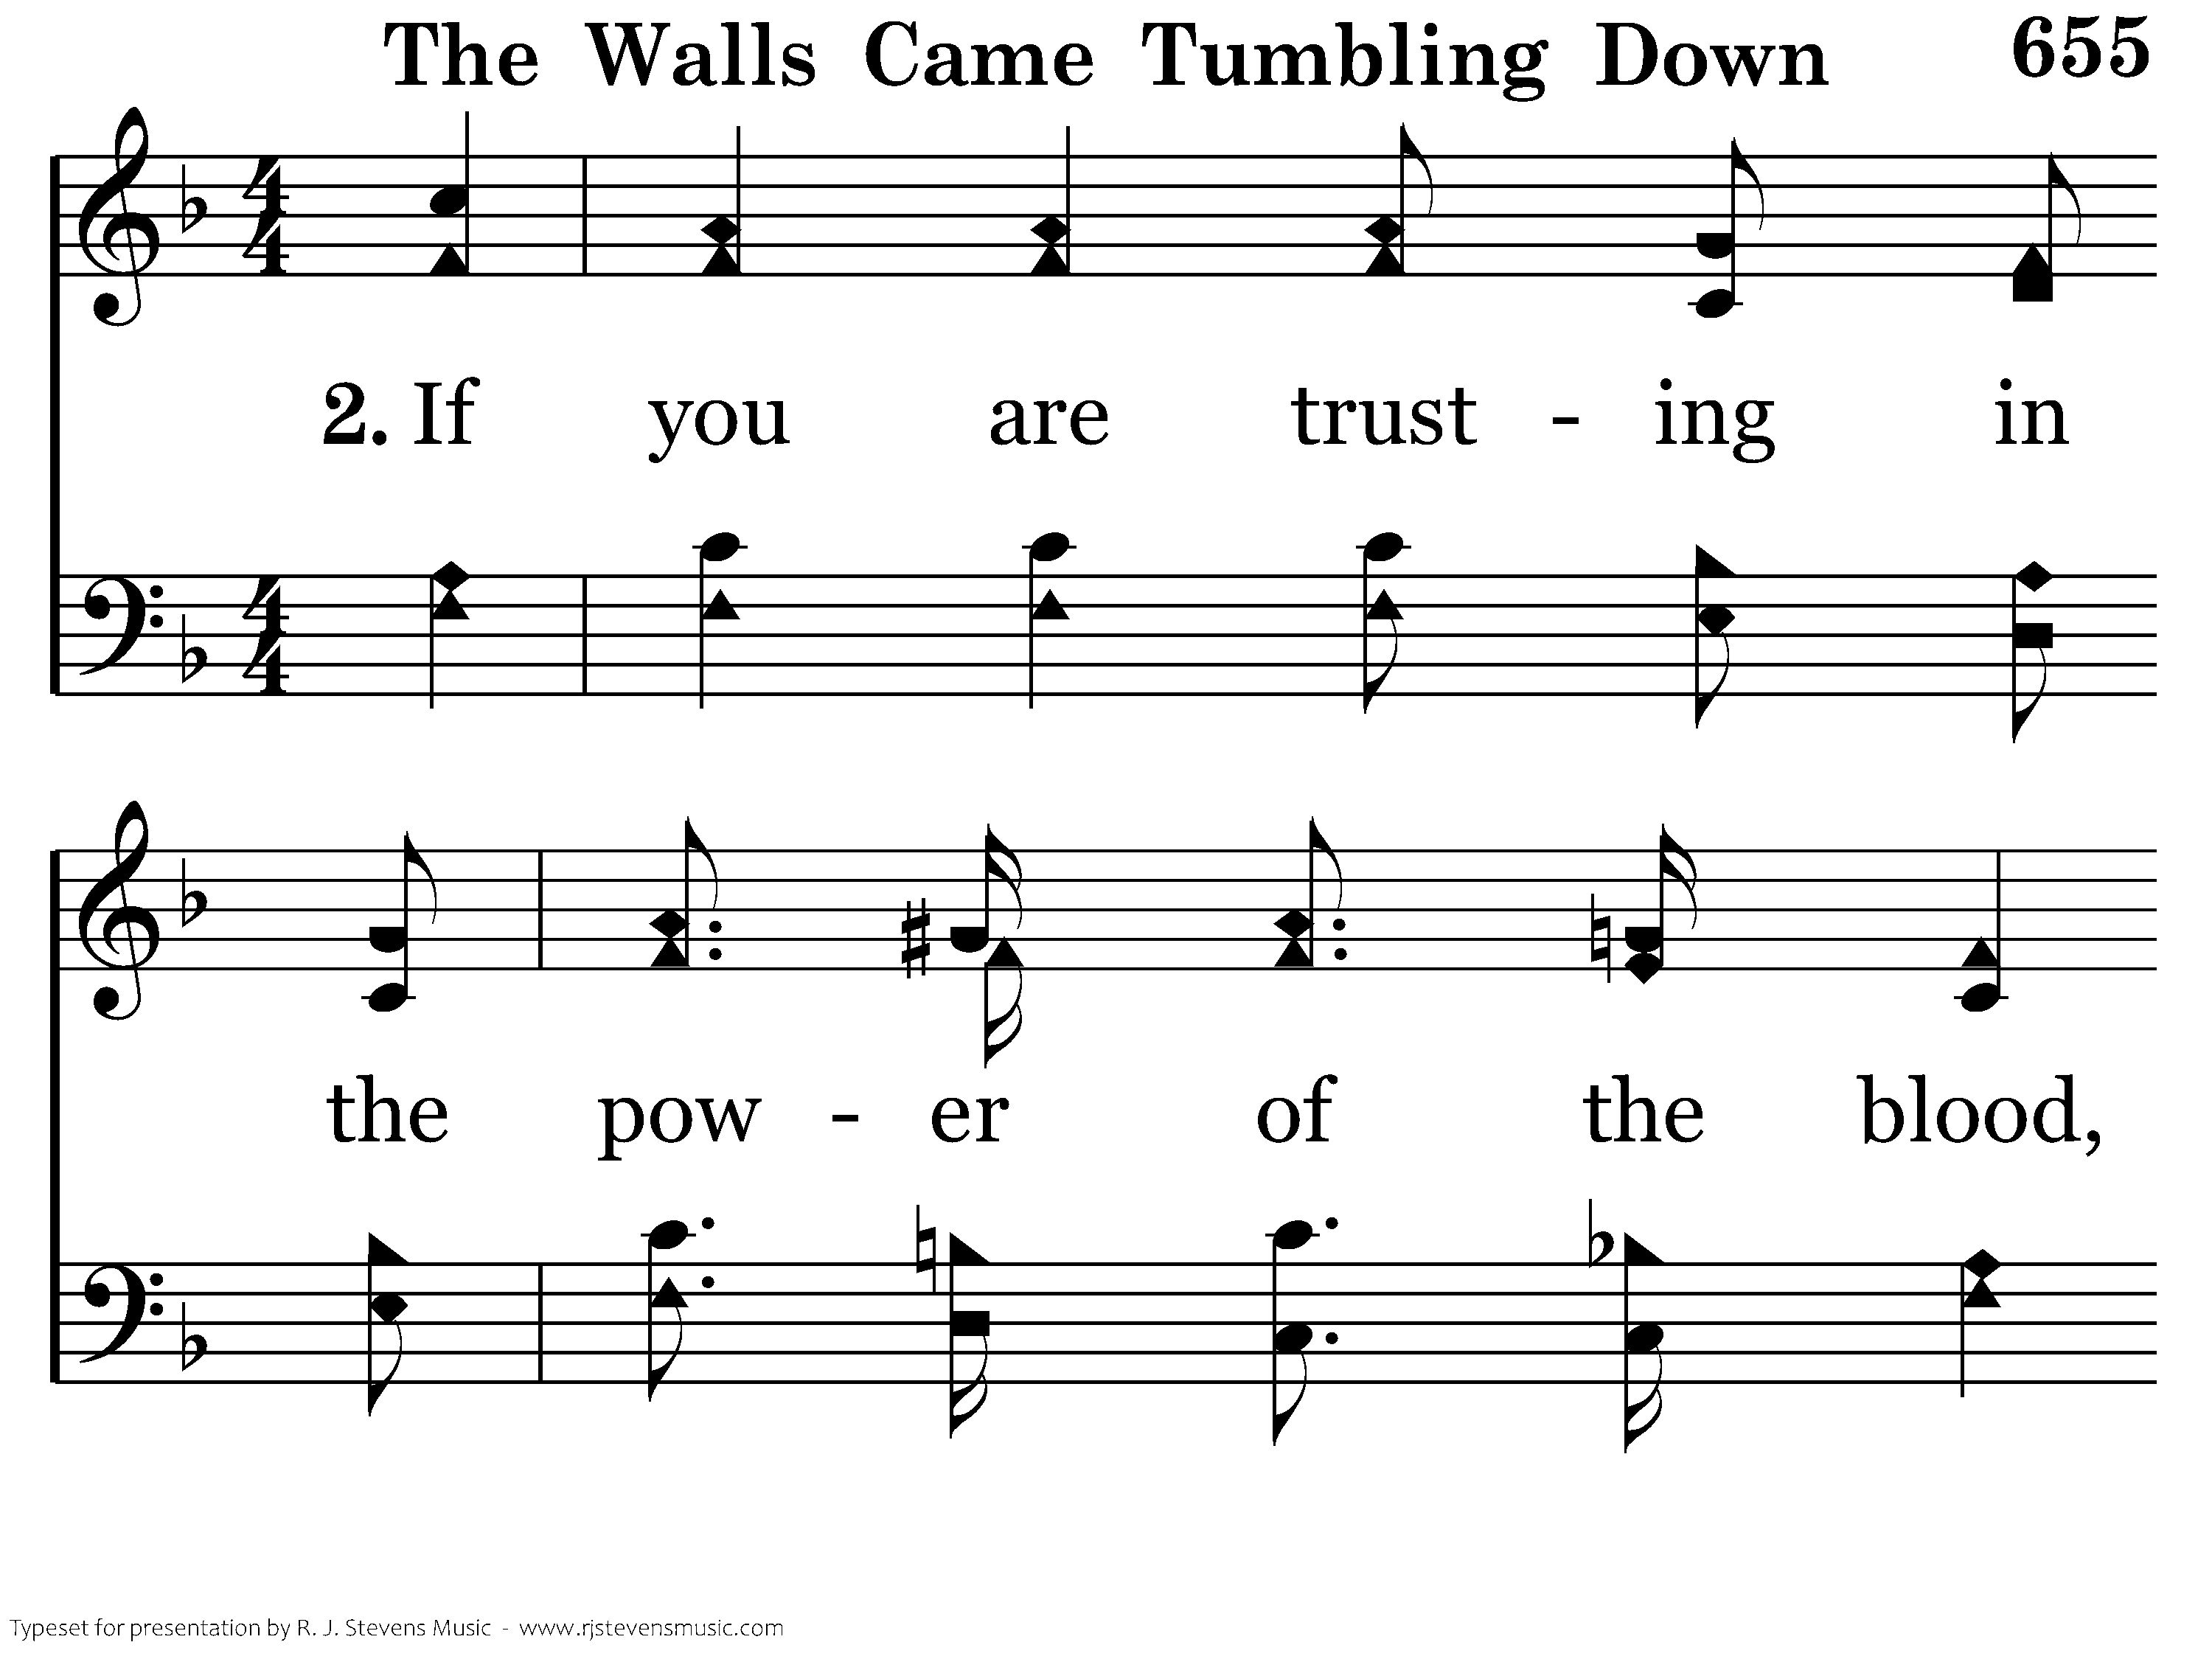 The Walls Came Tumbling Down 655
2. If you are trust - ing in
the pow - er of the blood,
Typeset for presentation by R. J. Stevens Music - www.rjstevensmusic.com